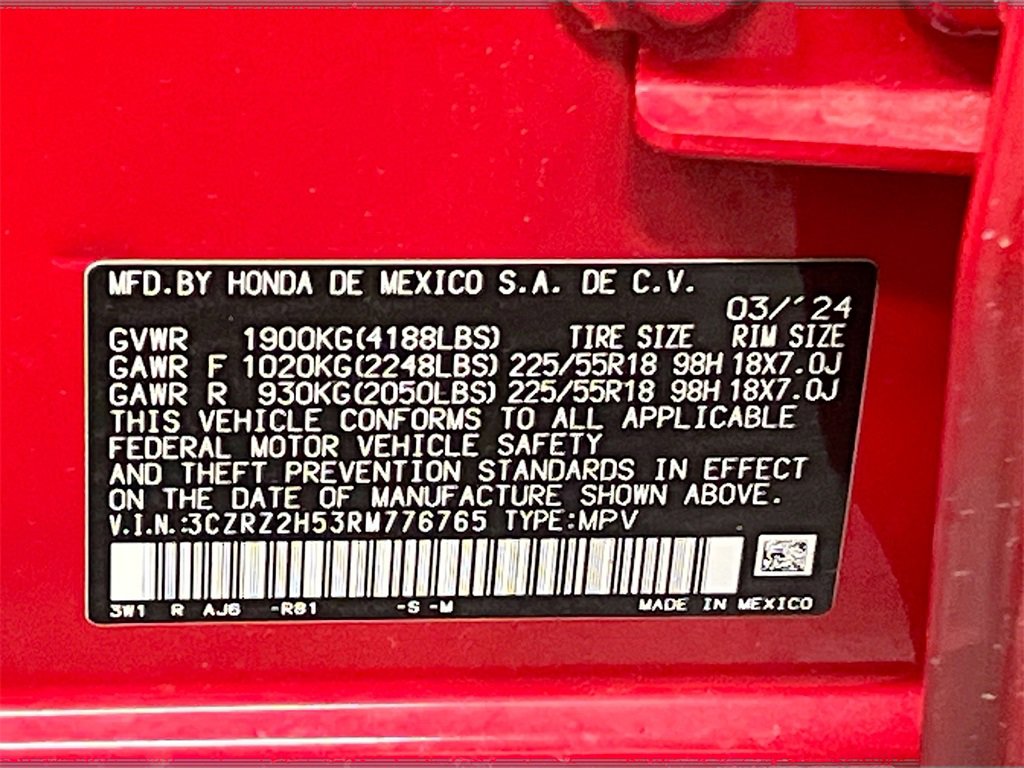 MFD.BY HONDA DE MEXICO S.A. DE C.V.
03/'24
GVWR 1900KG(4188LBS) TIRE SIZE RIM SIZE
GAWR F 1020KG(2248LBS) 225/55R18 98H 18X7.0J
GAWR R 930KG(2050LBS) 225/55R18 98H 18X7.0J
THIS VEHICLE CONFORMS TO ALL APPLICABLE
FEDERAL MOTOR VEHICLE SAFETY
AND THEFT PREVENTION STANDARDS IN EFFECT
ON THE DATE OF MANUFACTURE SHOWN ABOVE.
V.I.N.:3CZRZ2H53RM776765 TYPE:MPV
3W1 R AJ6 -R81 -S -M MADE IN MEXICO